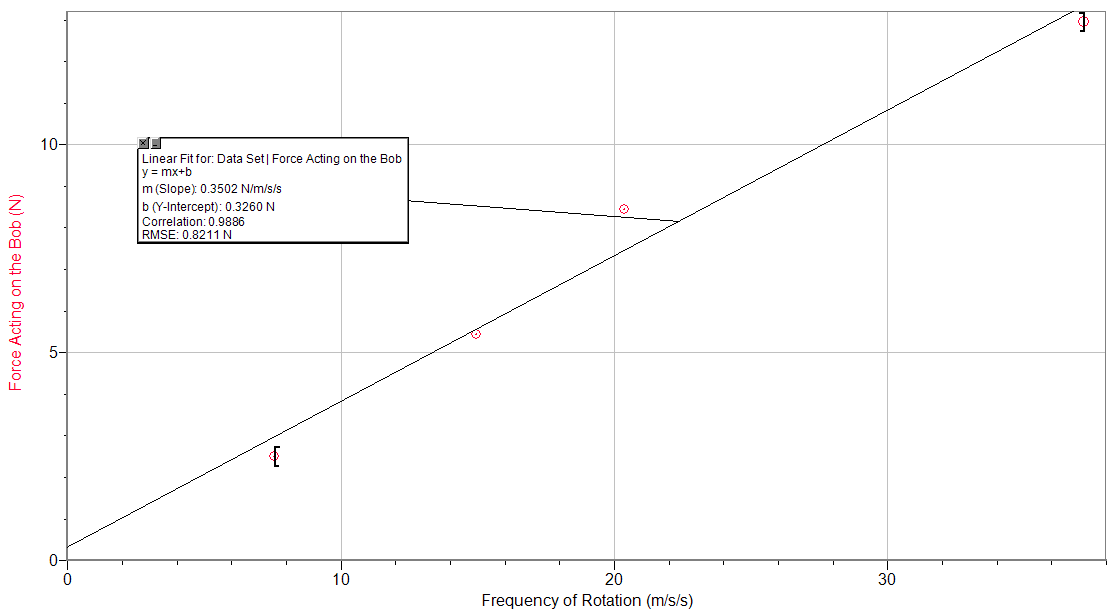 10
Linear Fit for: Data Set | Force Acting on the Bob
y = mx+b
m (Slope): 0.3502 N/m/s/s
b (Y-Intercept): 0.3260 N
Correlation: 0.9886
RMSE: 0.8211 N
Force Acting on the Bob (N)
5
0
0 10 20 30
Frequency of Rotation (m/s/s)